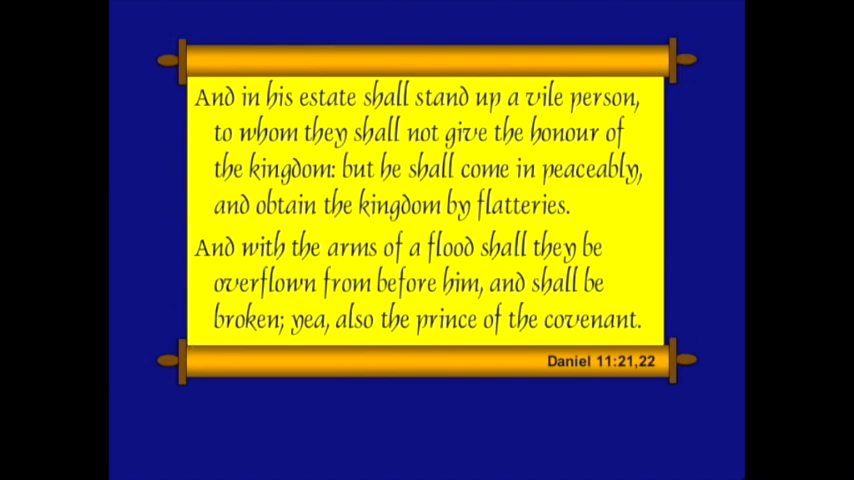 And in his estate shall stand up a vile person,
to whom they shall not give the honour of
the kingdom: but he shall come in peaceably,
and obtain the kingdom by flatteries.
And with the arms of a flood shall they be
overflown from before him, and shall be
broken; yea, also the prince of the covenant.
Daniel 11:21,22